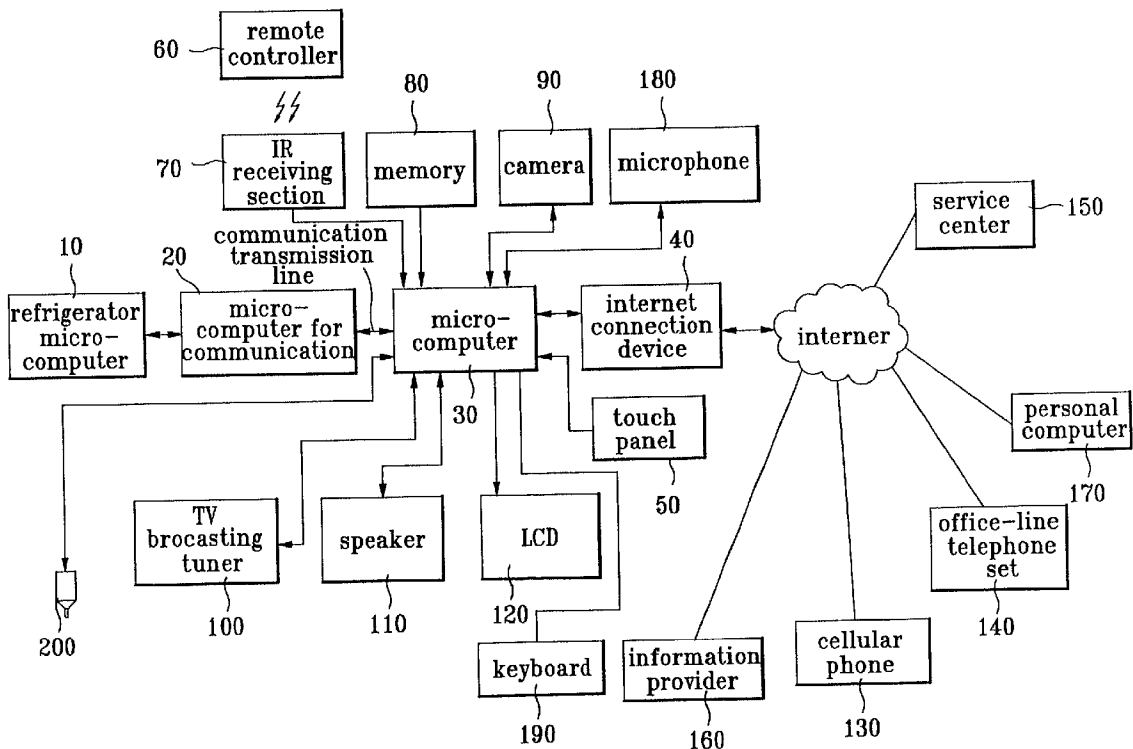 remote
controller
60
80
90
180
IR
receiving
section
70
memory
camera
microphone
service
center
150
communication
transmission
line
10
20
40
refrigerator
micro-
computer
micro-
computer for
communication
micro-
computer
30
internet
connection
device
interner
touch
panel
50
personal
computer
170
TV
brocasting
tuner
100
speaker
110
LCD
120
office-line
telephone
set
140
200
keyboard
190
information
provider
160
cellular
phone
130